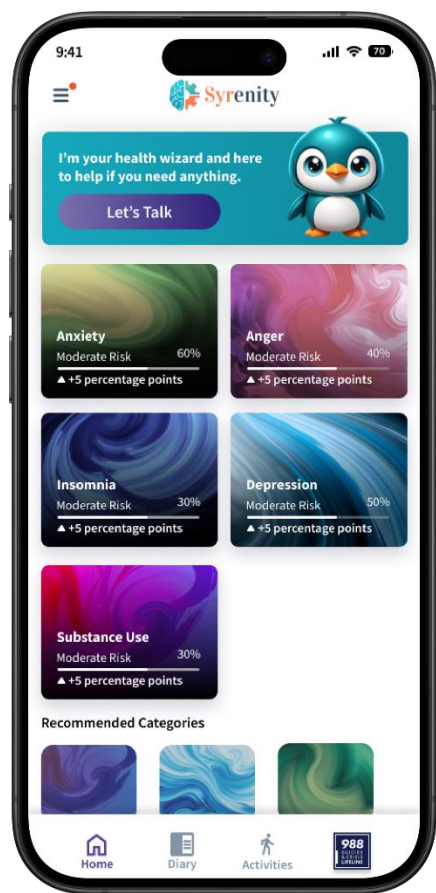 9:41
70
Syrenity
I'm your health wizard and here
to help if you need anything.
Let's Talk
Anxiety
Moderate Risk 60%
▲ +5 percentage points
Anger
Moderate Risk 40%
▲ +5 percentage points
Insomnia
Moderate Risk 30%
▲ +5 percentage points
Depression
Moderate Risk 50%
▲ +5 percentage points
Substance Use
Moderate Risk 30%
▲ +5 percentage points
Recommended Categories
Home
Diary
Activities
988
SUICIDE
& CRISIS
LIFELINE